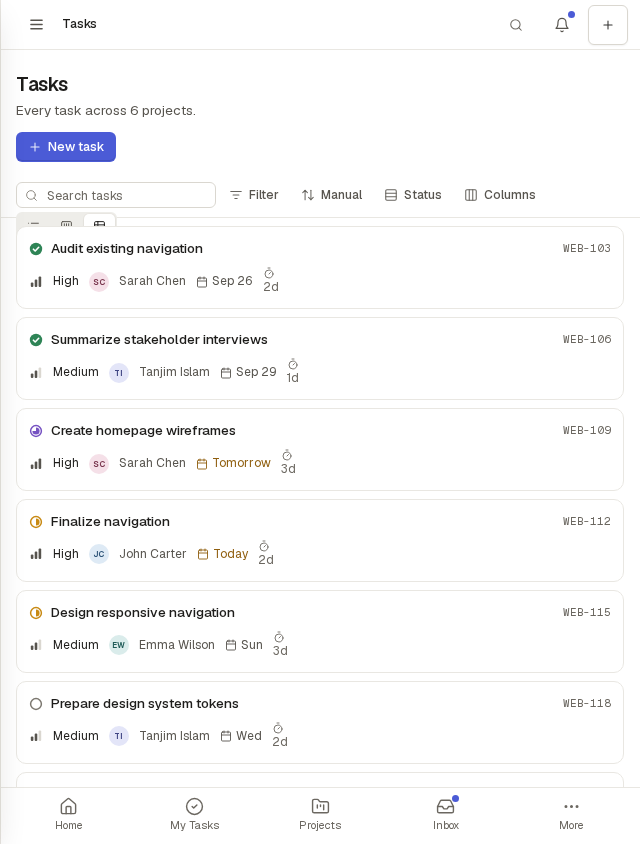 Tasks
Tasks
Every task across 6 projects.
New task
Search tasks
Filter
Manual
Status
Columns
Audit existing navigation
WEB-103
High
SC
Sarah Chen
Sep 26
2d
Summarize stakeholder interviews
WEB-106
Medium
TI
Tanjim Islam
Sep 29
1d
Create homepage wireframes
WEB-109
High
SC
Sarah Chen
Tomorrow
3d
Finalize navigation
WEB-112
High
JC
John Carter
Today
2d
Design responsive navigation
WEB-115
Medium
EW
Emma Wilson
Sun
3d
Prepare design system tokens
WEB-118
Medium
TI
Tanjim Islam
Wed
2d
Home
My Tasks
Projects
Inbox
More